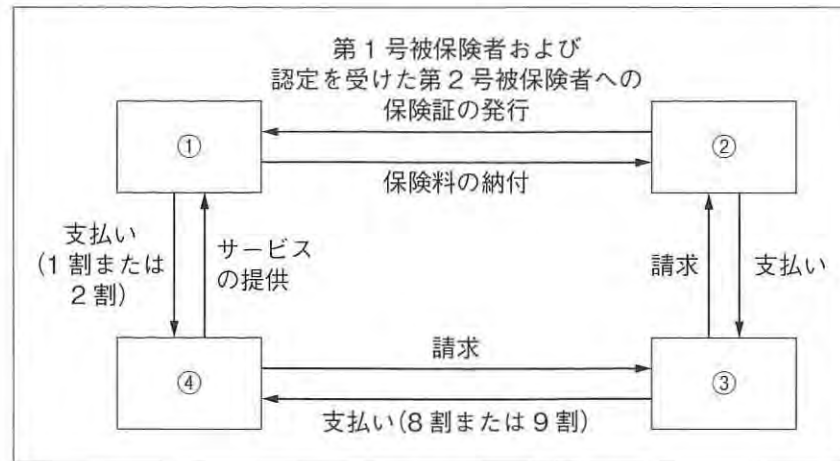 第1号被保険者および
認定を受けた第2号被保険者への
保険証の発行
①
②
保険料の納付
支払い
(1割または
2割)
サービス
の提供
請求
支払い
④
請求
③
支払い(8割または9割)